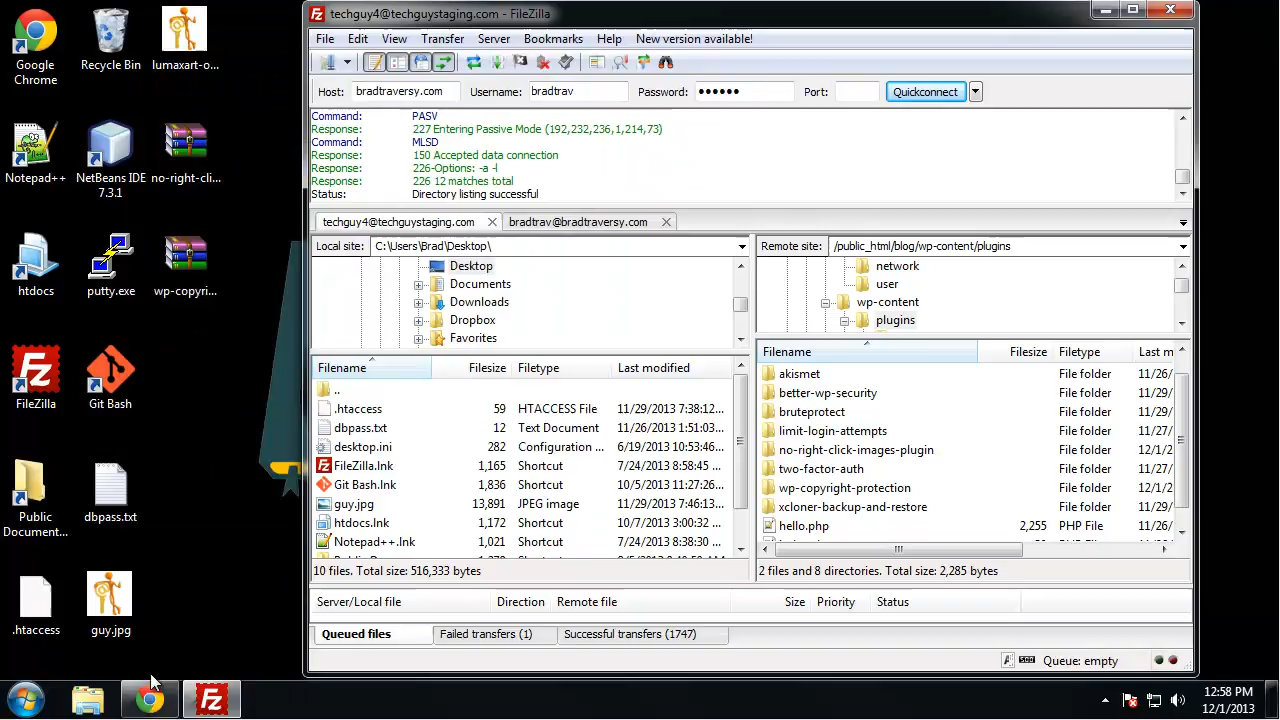 Google
Chrome
Recycle Bin
lumaxart-o...
Notepad++
NetBeans IDE
7.3.1
no-right-cli...
htdocs
putty.exe
wp-copyri...
FileZilla
Git Bash
Public
Document...
dbpass.txt
.htaccess
guy.jpg
techguy4@techguystaging.com - FileZilla
File Edit View Transfer Server Bookmarks Help New version available!
Host: bradtraversy.com Username: bradtrav Password: •••••• Port: Quickconnect
Command: PASV
Response: 227 Entering Passive Mode (192,232,236,1,214,73)
Command: MLSD
Response: 150 Accepted data connection
Response: 226-Options: -a -l
Response: 226 12 matches total
Status: Directory listing successful
techguy4@techguystaging.com bradtrav@bradtraversy.com
Local site: C:\Users\Brad\Desktop\
Desktop
Documents
Downloads
Dropbox
Favorites
Filename Filesize Filetype Last modified
..
.htaccess 59 HTACCESS File 11/29/2013 7:38:12...
dbpass.txt 12 Text Document 11/26/2013 1:51:03...
desktop.ini 282 Configuration ... 6/19/2013 10:53:46...
FileZilla.lnk 1,165 Shortcut 7/24/2013 8:58:45...
Git Bash.lnk 1,836 Shortcut 10/5/2013 11:27:26...
guy.jpg 13,891 JPEG image 11/29/2013 7:46:13...
htdocs.lnk 1,172 Shortcut 10/7/2013 3:00:32 ...
Notepad++.lnk 1,021 Shortcut 7/24/2013 8:38:30 ...
10 files. Total size: 516,333 bytes
Remote site: /public_html/blog/wp-content/plugins
network
user
wp-content
plugins
Filename Filesize Filetype Last m
akismet File folder 11/26/
better-wp-security File folder 11/29/
bruteprotect File folder 11/29/
limit-login-attempts File folder 11/27/
no-right-click-images-plugin File folder 12/1/2
two-factor-auth File folder 11/27/
wp-copyright-protection File folder 12/1/2
xcloner-backup-and-restore File folder 11/29/
hello.php 2,255 PHP File 11/26/
2 files and 8 directories. Total size: 2,285 bytes
Server/Local file Direction Remote file Size Priority Status
Queued files Failed transfers (1) Successful transfers (1747)
Queue: empty
12:58 PM
12/1/2013